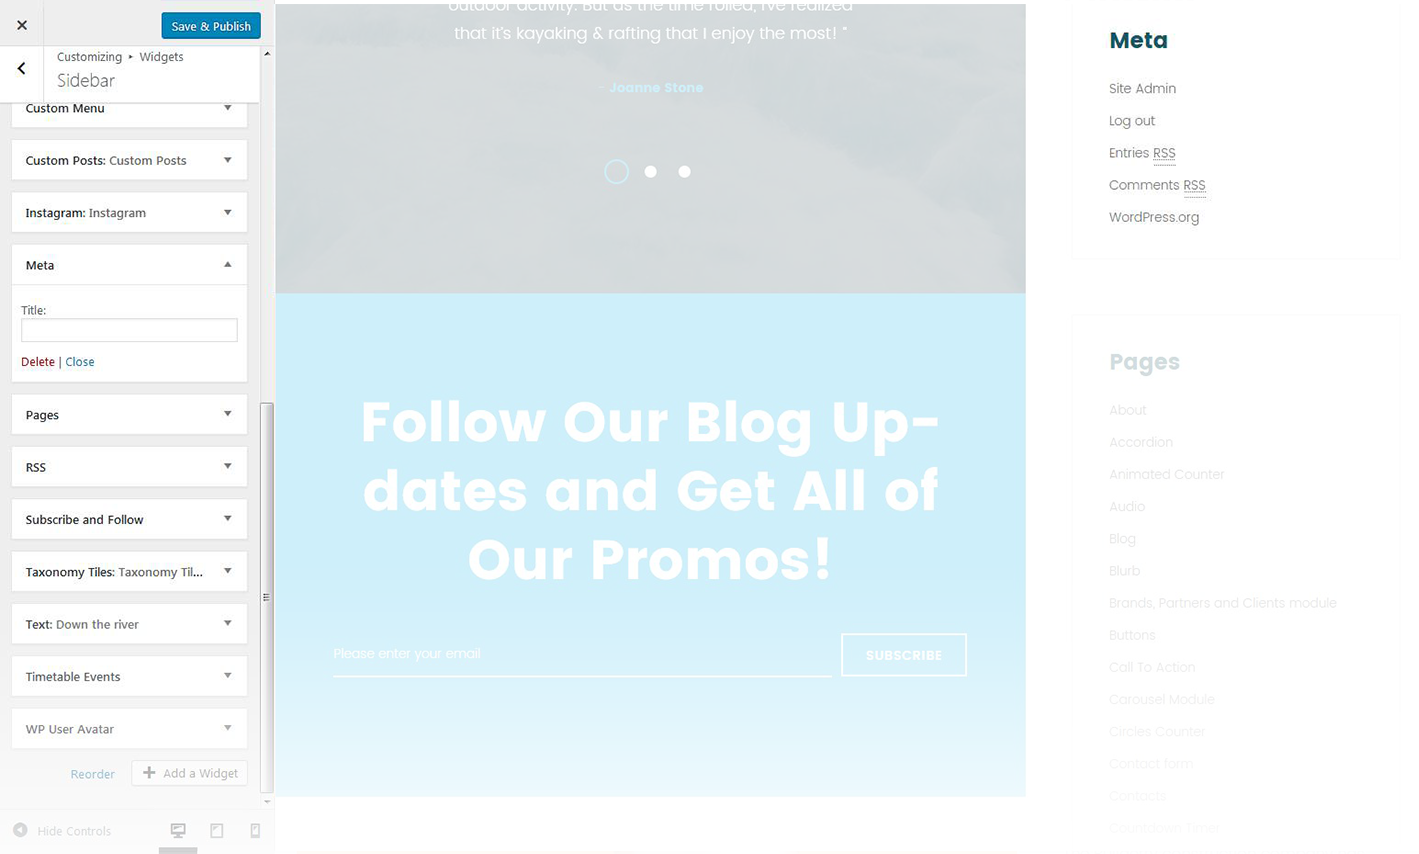 Save & Publish
Customizing ▸ Widgets
Sidebar
Custom Menu
Custom Posts: Custom Posts
Instagram: Instagram
Meta
Title:
Delete | Close
Pages
RSS
Subscribe and Follow
Taxonomy Tiles: Taxonomy Til...
Text: Down the river
Timetable Events
WP User Avatar
Reorder
Add a Widget
Hide Controls
outdoor activity. But as the time rolled, I've realized
that it's kayaking & rafting that I enjoy the most! "
- Joanne Stone
Follow Our Blog Up-
dates and Get All of
Our Promos!
Please enter your email
SUBSCRIBE
Meta
Site Admin
Log out
Entries RSS
Comments RSS
WordPress.org
Pages
About
Accordion
Animated Counter
Audio
Blog
Blurb
Brands, Partners and Clients module
Buttons
Call To Action
Carousel Module
Circles Counter
Contact form
Contacts
Countdown Timer